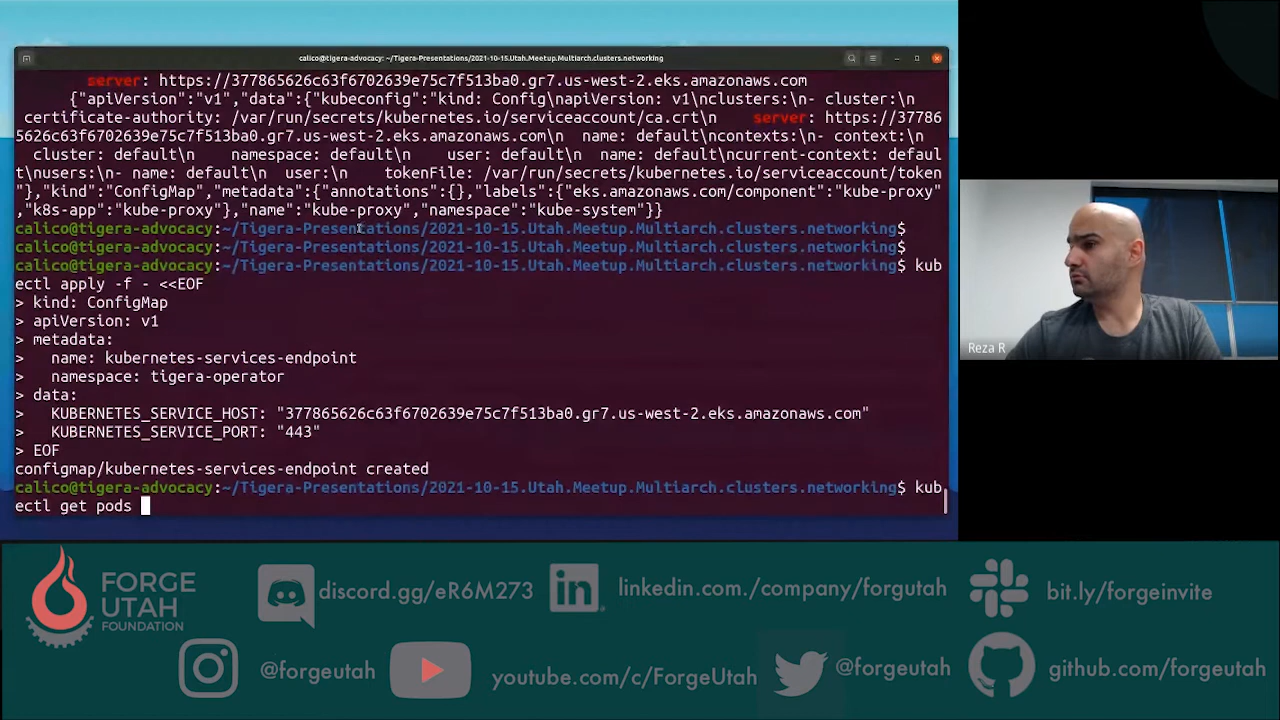 calico@tigera-advocacy: ~/Tigera-Presentations/2021-10-15.Utah.Meetup.Multiarch.clusters.networking
server: https://377865626c63f6702639e75c7f513ba0.gr7.us-west-2.eks.amazonaws.com
{"apiVersion":"v1","data":{"kubeconfig":"kind: Config\napiVersion: v1\nclusters:\n- cluster:\n
certificate-authority: /var/run/secrets/kubernetes.io/serviceaccount/ca.crt\n    server: https://37786
5626c63f6702639e75c7f513ba0.gr7.us-west-2.eks.amazonaws.com\n  name: default\ncontexts:\n- context:\n
cluster: default\n    namespace: default\n    user: default\n  name: default\ncurrent-context: defaul
t\nusers:\n- name: default\n  user:\n    tokenFile: /var/run/secrets/kubernetes.io/serviceaccount/token
"},"kind":"ConfigMap","metadata":{"annotations":{},"labels":{"eks.amazonaws.com/component":"kube-proxy"
,"k8s-app":"kube-proxy"},"name":"kube-proxy","namespace":"kube-system"}}
calico@tigera-advocacy:~/Tigera-Presentations/2021-10-15.Utah.Meetup.Multiarch.clusters.networking$
calico@tigera-advocacy:~/Tigera-Presentations/2021-10-15.Utah.Meetup.Multiarch.clusters.networking$
calico@tigera-advocacy:~/Tigera-Presentations/2021-10-15.Utah.Meetup.Multiarch.clusters.networking$ kub
ectl apply -f - <<EOF
> kind: ConfigMap
> apiVersion: v1
> metadata:
>   name: kubernetes-services-endpoint
>   namespace: tigera-operator
> data:
>   KUBERNETES_SERVICE_HOST: "377865626c63f6702639e75c7f513ba0.gr7.us-west-2.eks.amazonaws.com"
>   KUBERNETES_SERVICE_PORT: "443"
> EOF
configmap/kubernetes-services-endpoint created
calico@tigera-advocacy:~/Tigera-Presentations/2021-10-15.Utah.Meetup.Multiarch.clusters.networking$ kub
ectl get pods
Reza R
FORGE
UTAH
FOUNDATION
discord.gg/eR6M273
linkedin.com./company/forgutah
bit.ly/forgeinvite
@forgeutah
youtube.com/c/ForgeUtah
@forgeutah
github.com/forgeutah